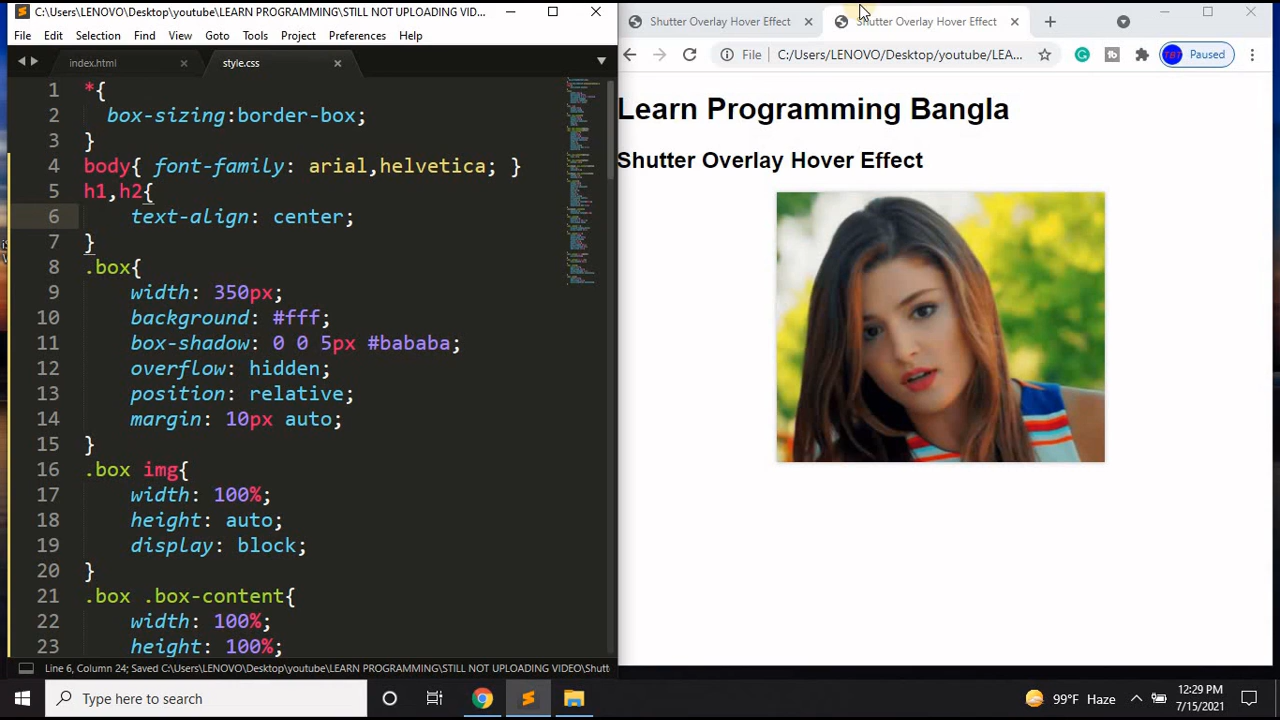 C:\Users\LENOVO\Desktop\youtube\LEARN PROGRAMMING\STILL NOT UPLOADING VID...
File Edit Selection Find View Goto Tools Project Preferences Help
index.html
style.css
1 *{
2 box-sizing:border-box;
3 }
4 body{ font-family: arial,helvetica; }
5 h1,h2{
6 text-align: center;
7 }
8 .box{
9 width: 350px;
10 background: #fff;
11 box-shadow: 0 0 5px #bababa;
12 overflow: hidden;
13 position: relative;
14 margin: 10px auto;
15 }
16 .box img{
17 width: 100%;
18 height: auto;
19 display: block;
20 }
21 .box .box-content{
22 width: 100%;
23 height: 100%;
Line 6, Column 24; Saved C:\Users\LENOVO\Desktop\youtube\LEARN PROGRAMMING\STILL NOT UPLOADING VIDEO\Shutt
Shutter Overlay Hover Effect
Shutter Overlay Hover Effect
File C:/Users/LENOVO/Desktop/youtube/LEA...
Paused
Learn Programming Bangla
Shutter Overlay Hover Effect
Type here to search
99°F Haze
12:29 PM
7/15/2021